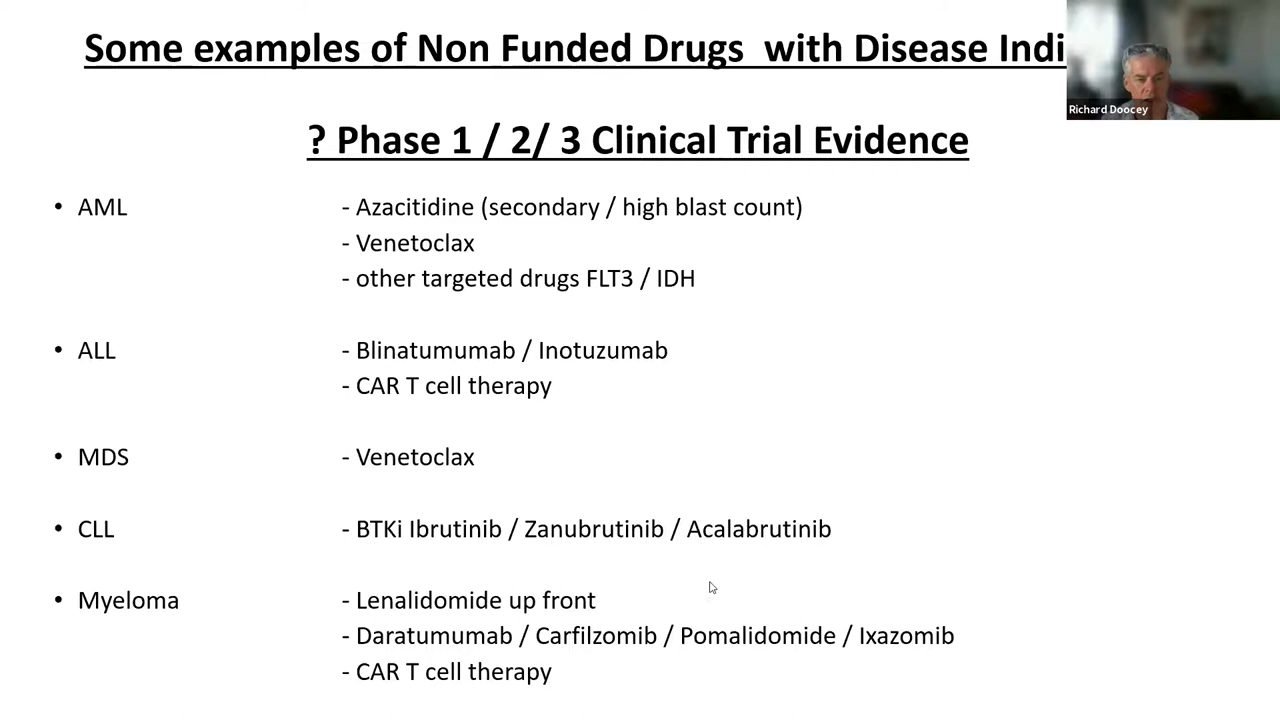 Some examples of Non Funded Drugs with Disease Indi
Richard Doocey
? Phase 1 / 2/ 3 Clinical Trial Evidence
• AML - Azacitidine (secondary / high blast count)
- Venetoclax
- other targeted drugs FLT3 / IDH
• ALL - Blinatumumab / Inotuzumab
- CAR T cell therapy
• MDS - Venetoclax
• CLL - BTKi Ibrutinib / Zanubrutinib / Acalabrutinib
• Myeloma - Lenalidomide up front
- Daratumumab / Carfilzomib / Pomalidomide / Ixazomib
- CAR T cell therapy